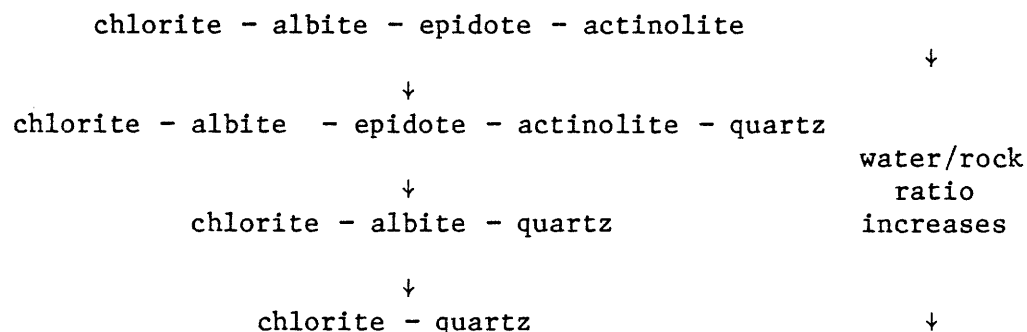 chlorite - albite - epidote - actinolite
↓
↓
chlorite - albite - epidote - actinolite - quartz
water/rock
↓
ratio
chlorite - albite - quartz
increases
↓
chlorite - quartz
↓